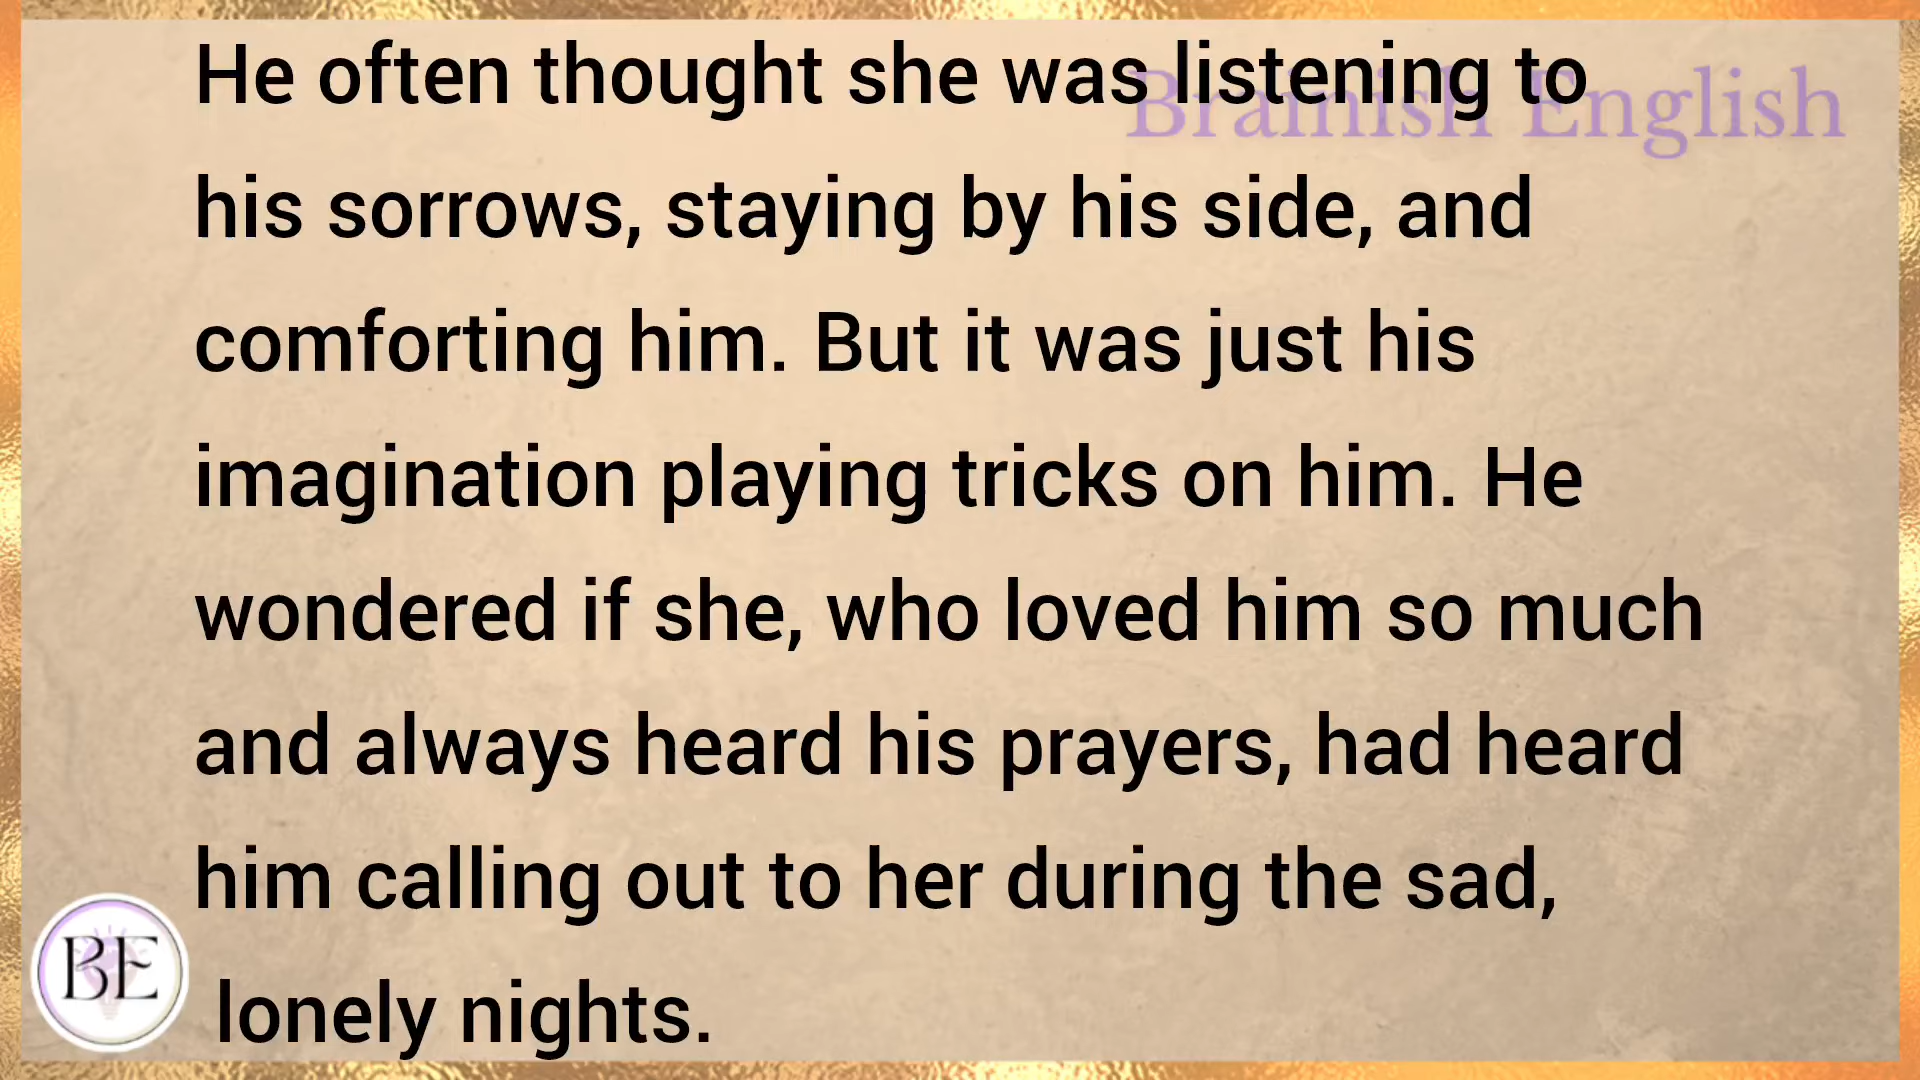 He often thought she was listening to
Brainish English
his sorrows, staying by his side, and
comforting him. But it was just his
imagination playing tricks on him. He
wondered if she, who loved him so much
and always heard his prayers, had heard
him calling out to her during the sad,
lonely nights.
BE